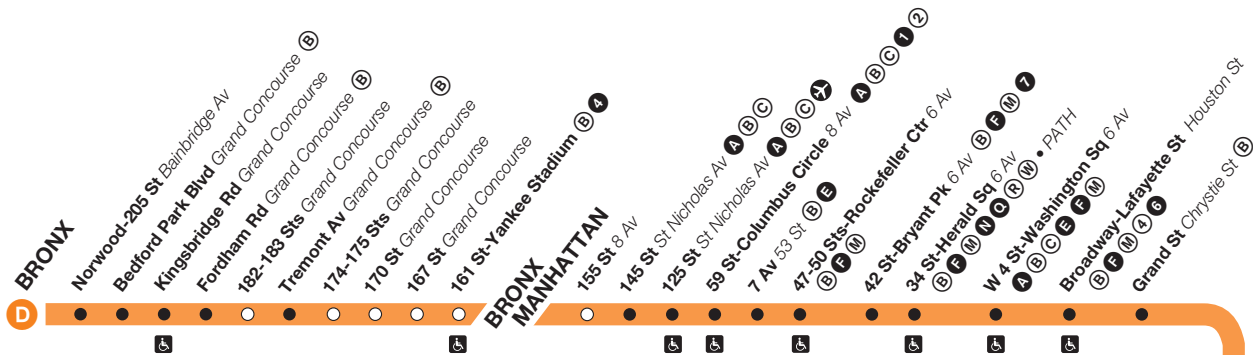 D
BRONX
Norwood-205 St Bainbridge Av
Bedford Park Blvd Grand Concourse B
Kingsbridge Rd Grand Concourse
Fordham Rd Grand Concourse B
182-183 Sts Grand Concourse
Tremont Av Grand Concourse B
174-175 Sts Grand Concourse
170 St Grand Concourse
167 St Grand Concourse
161 St-Yankee Stadium B 4
BRONX
MANHATTAN
155 St 8 Av
145 St St Nicholas Av A B C
125 St St Nicholas Av A B C
59 St-Columbus Circle 8 Av A B C 1 2
7 Av 53 St B E
47-50 Sts-Rockefeller Ctr 6 Av
B F M
42 St-Bryant Pk 6 Av B F M 7
34 St-Herald Sq 6 Av
B F M N Q R W • PATH
W 4 St-Washington Sq 6 Av
A B C E F M
Broadway-Lafayette St Houston St
B F M 4 6
Grand St Chrystie St B